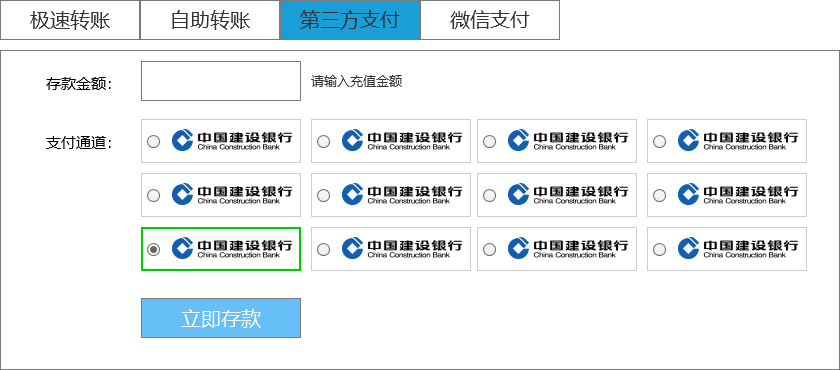 极速转账 自助转账 第三方支付 微信支付
存款金额： 请输入充值金额
支付通道： 中国建设银行 中国建设银行 中国建设银行 中国建设银行
China Construction Bank China Construction Bank China Construction Bank China Construction Bank
中国建设银行 中国建设银行 中国建设银行 中国建设银行
China Construction Bank China Construction Bank China Construction Bank China Construction Bank
中国建设银行 中国建设银行 中国建设银行 中国建设银行
China Construction Bank China Construction Bank China Construction Bank China Construction Bank
立即存款